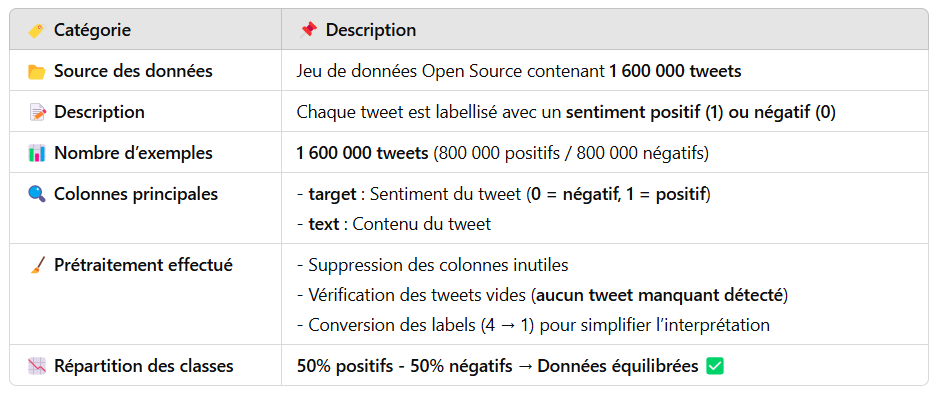 Catégorie Description
Source des données Jeu de données Open Source contenant 1 600 000 tweets
Description Chaque tweet est labellisé avec un sentiment positif (1) ou négatif (0)
Nombre d’exemples 1 600 000 tweets (800 000 positifs / 800 000 négatifs)
Colonnes principales - target : Sentiment du tweet (0 = négatif, 1 = positif)
- text : Contenu du tweet
Prétraitement effectué - Suppression des colonnes inutiles
- Vérification des tweets vides (aucun tweet manquant détecté)
- Conversion des labels (4 → 1) pour simplifier l’interprétation
Répartition des classes 50% positifs - 50% négatifs → Données équilibrées ✅